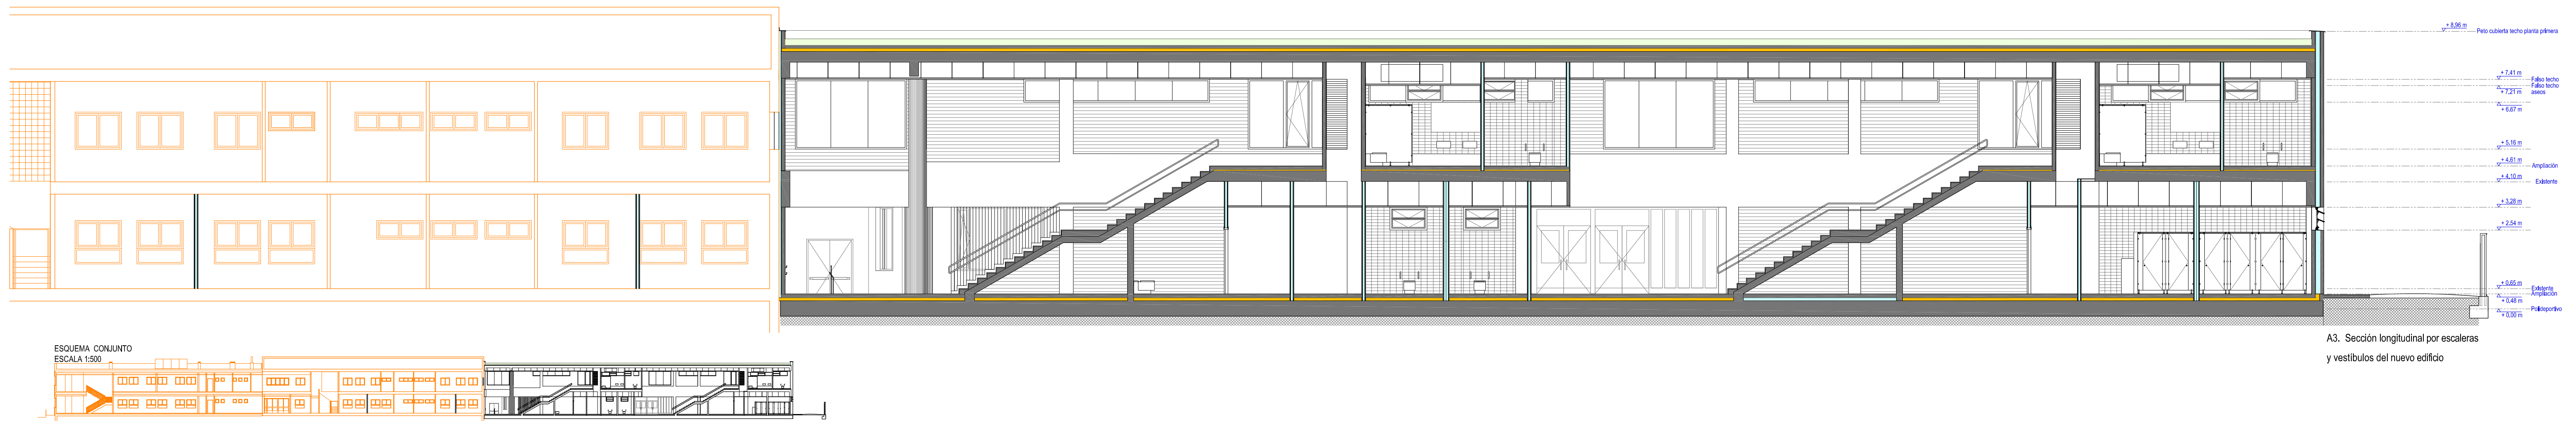 + 8,96 m
Peto cubierta techo planta primera
+ 7,41 m
Falso techo
+ 7,21 m
Falso techo
aseos
+ 6,67 m
+ 5,16 m
+ 4,61 m
Ampliación
+ 4,10 m
Existente
+ 3,28 m
+ 2,54 m
+ 0,65 m
Existente
Ampliación
+ 0,48 m
Polideportivo
+ 0,00 m
A3. Sección longitudinal por escaleras
y vestíbulos del nuevo edificio
ESQUEMA CONJUNTO
ESCALA 1:500